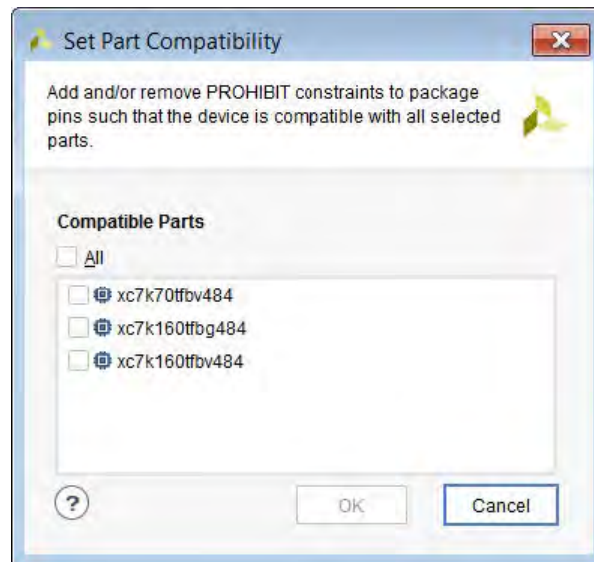 Set Part Compatibility
Add and/or remove PROHIBIT constraints to package
pins such that the device is compatible with all selected
parts.
Compatible Parts
All
xc7k70tfbv484
xc7k160tfbg484
xc7k160tfbv484
?
OK
Cancel